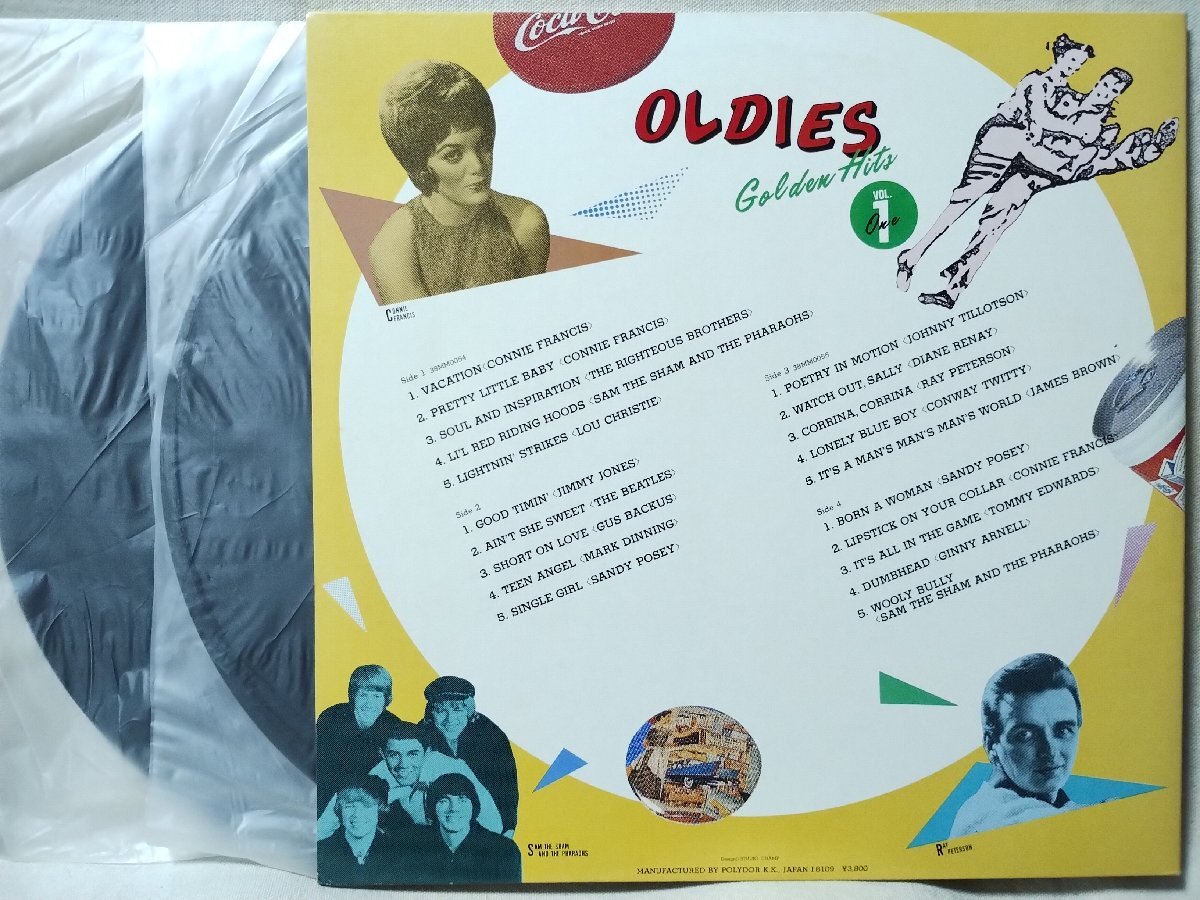 Coca-Co
OLDIES
Golden Hits
VOL.
1
One
CONNIE
FRANCIS
Side 1 38MM0054
1. VACATION〈CONNIE FRANCIS〉
2. PRETTY LITTLE BABY〈CONNIE FRANCIS〉
3. SOUL AND INSPIRATION〈THE RIGHTEOUS BROTHERS〉
4. LI'L RED RIDING HOODS〈SAM THE SHAM AND THE PHARAOHS〉
5. LIGHTNIN' STRIKES〈LOU CHRISTIE〉
Side 2
1. GOOD TIMIN'〈JIMMY JONES〉
2. AIN'T SHE SWEET〈THE BEATLES〉
3. SHORT ON LOVE〈GUS BACKUS〉
4. TEEN ANGEL〈MARK DINNING〉
5. SINGLE GIRL〈SANDY POSEY〉
Side 3 38MM0055
1. POETRY IN MOTION〈JOHNNY TILLOTSON〉
2. WATCH OUT, SALLY〈DIANE RENAY〉
3. CORRINA, CORRINA〈RAY PETERSON〉
4. LONELY BLUE BOY〈CONWAY TWITTY〉
5. IT'S A MAN'S MAN'S MAN'S WORLD〈JAMES BROWN〉
Side 4
1. BORN A WOMAN〈SANDY POSEY〉
2. LIPSTICK ON YOUR COLLAR〈CONNIE FRANCIS〉
3. IT'S ALL IN THE GAME〈TOMMY EDWARDS〉
4. DUMBHEAD〈GINNY ARNELL〉
5. WOOLY BULLY
〈SAM THE SHAM AND THE PHARAOHS〉
SAM THE SHAM
AND THE PHARAOHS
RAY PETERSON
MANUFACTURED BY POLYDOR K.K., JAPAN I 8109 ¥3,800